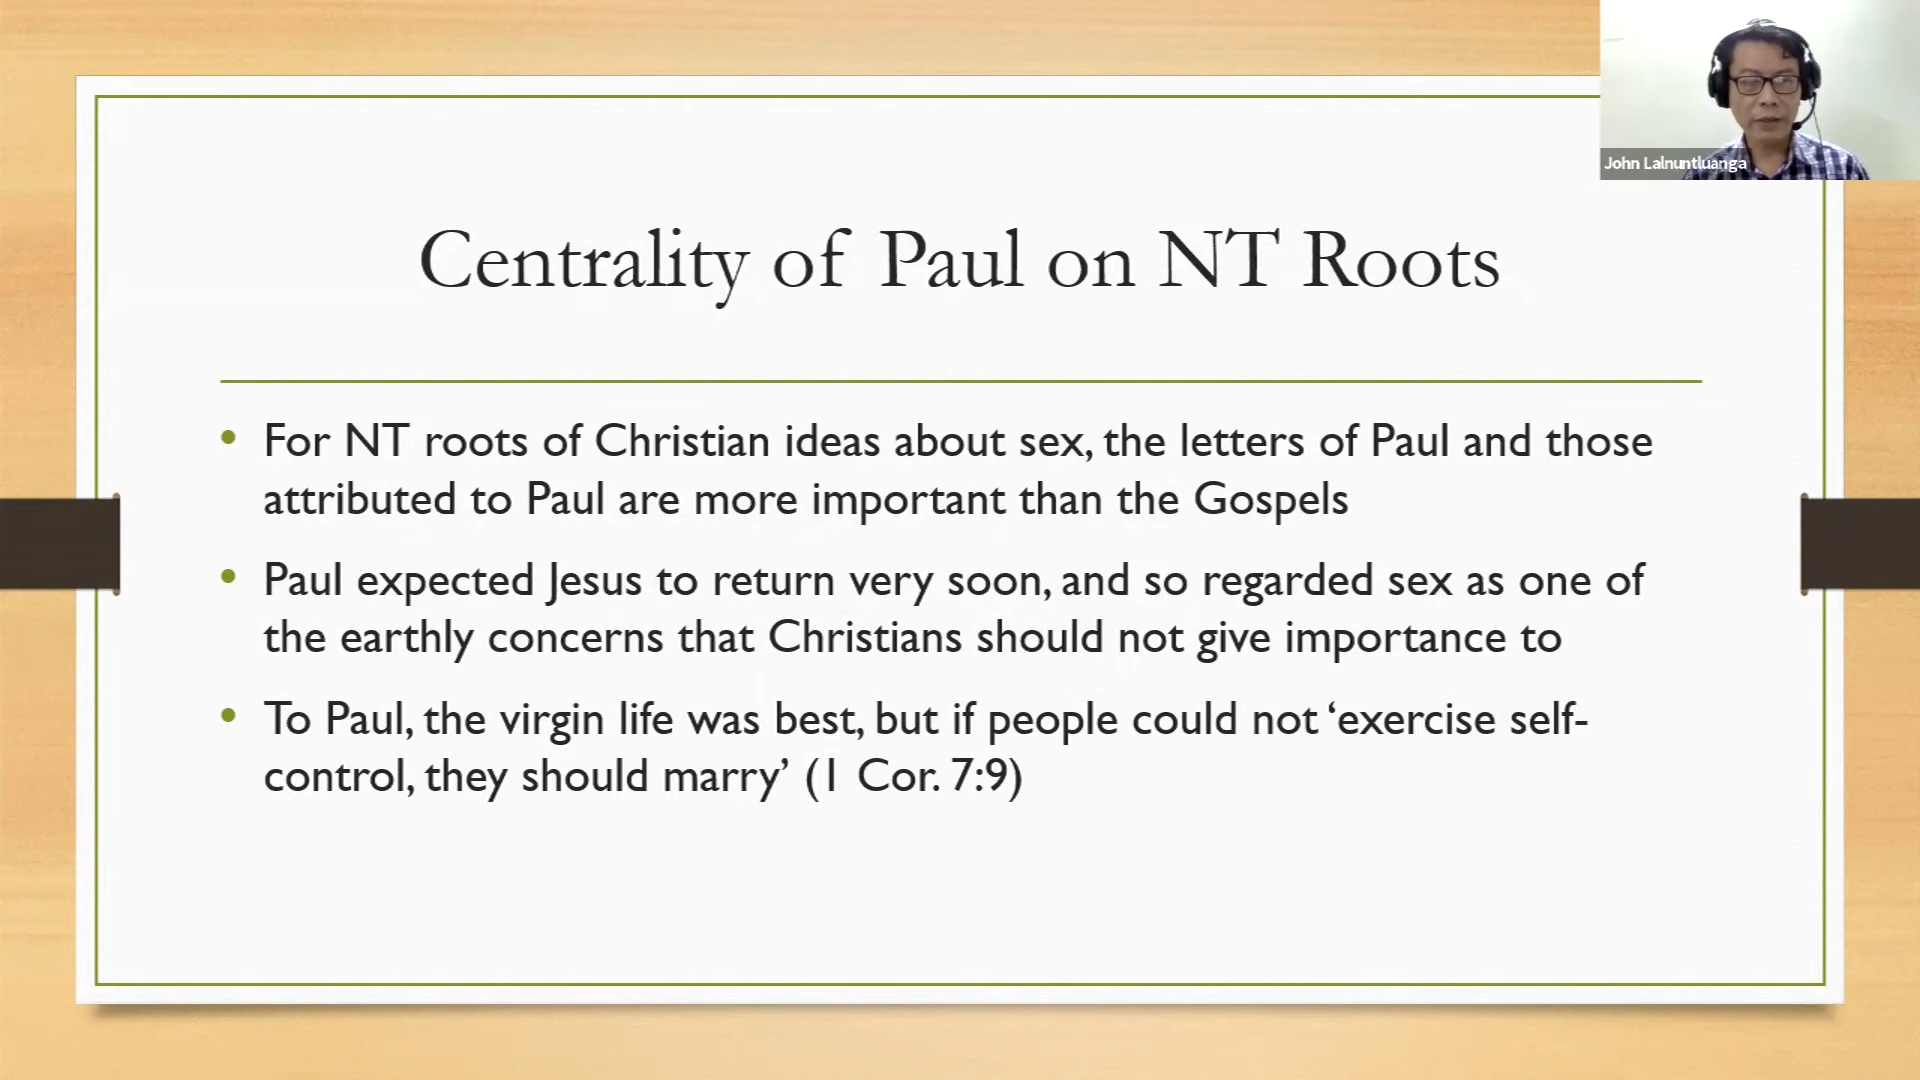 John Lalnuntluanga
Centrality of Paul on NT Roots
• For NT roots of Christian ideas about sex, the letters of Paul and those
attributed to Paul are more important than the Gospels
• Paul expected Jesus to return very soon, and so regarded sex as one of
the earthly concerns that Christians should not give importance to
• To Paul, the virgin life was best, but if people could not ‘exercise self-
control, they should marry’ (1 Cor. 7:9)